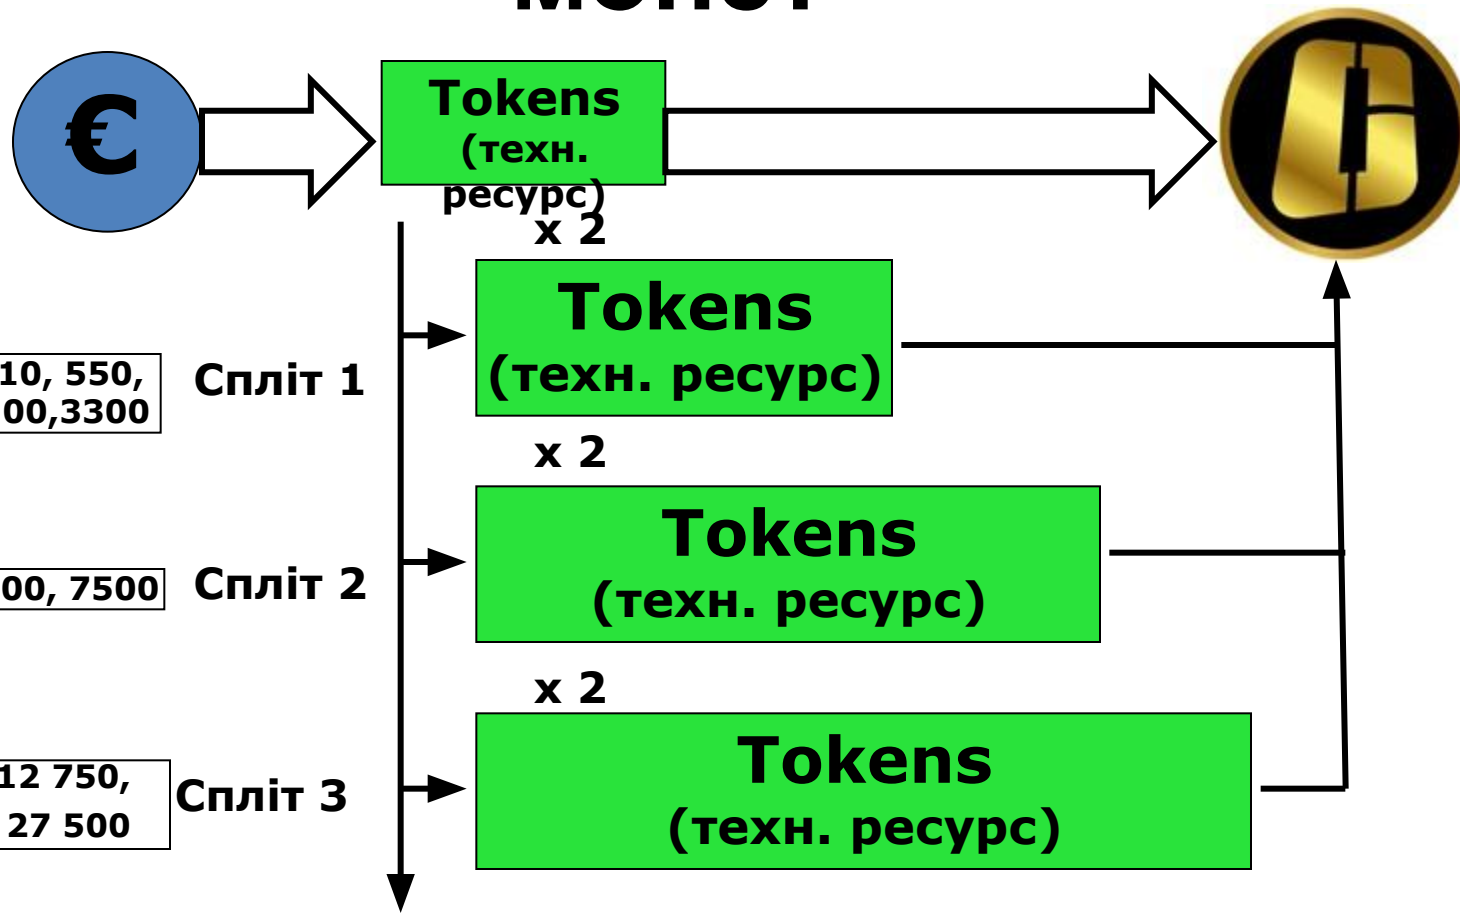 €
Tokens
(техн.
ресурс)
x 2
Tokens
(техн. ресурс)
10, 550,
00,3300
Спліт 1
x 2
Tokens
(техн. ресурс)
00, 7500
Спліт 2
x 2
Tokens
(техн. ресурс)
12 750,
27 500
Спліт 3